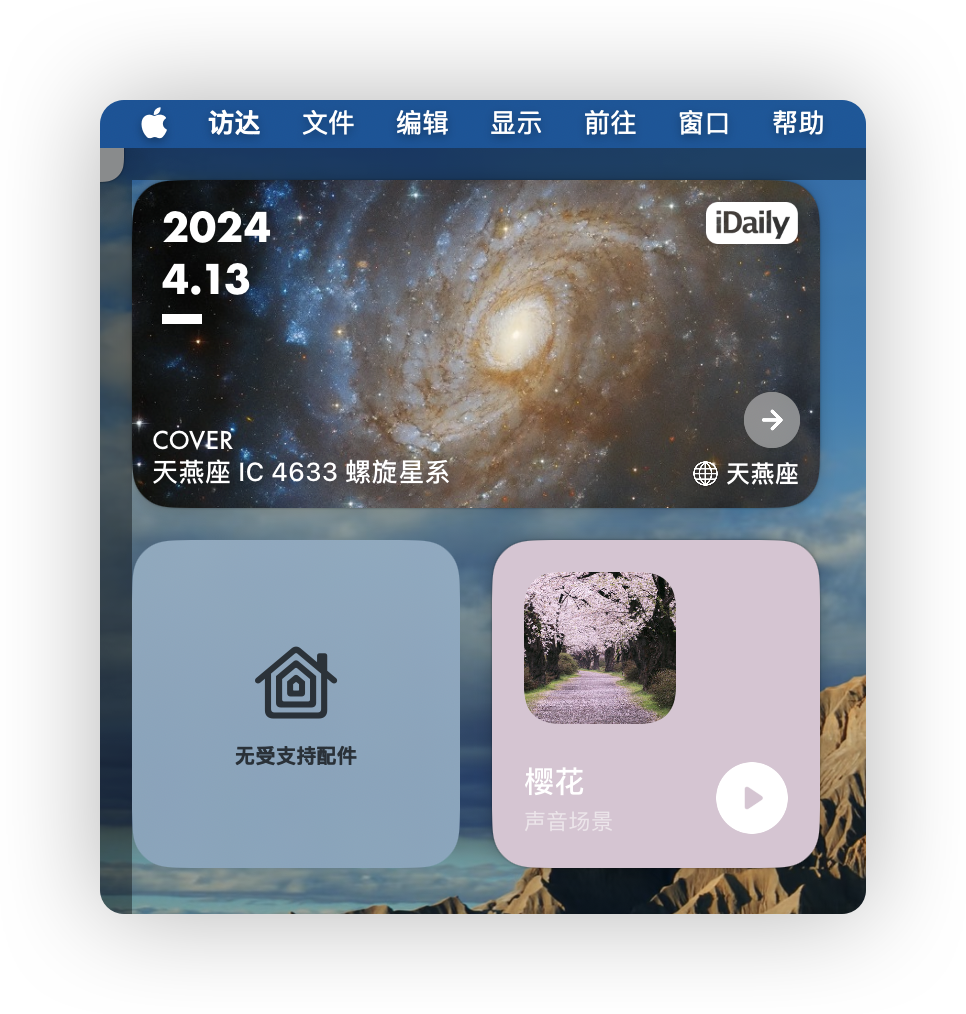 访达 文件 编辑 显示 前往 窗口 帮助
2024
4.13
iDaily
COVER
天燕座 IC 4633 螺旋星系
天燕座
无受支持配件
樱花
声音场景